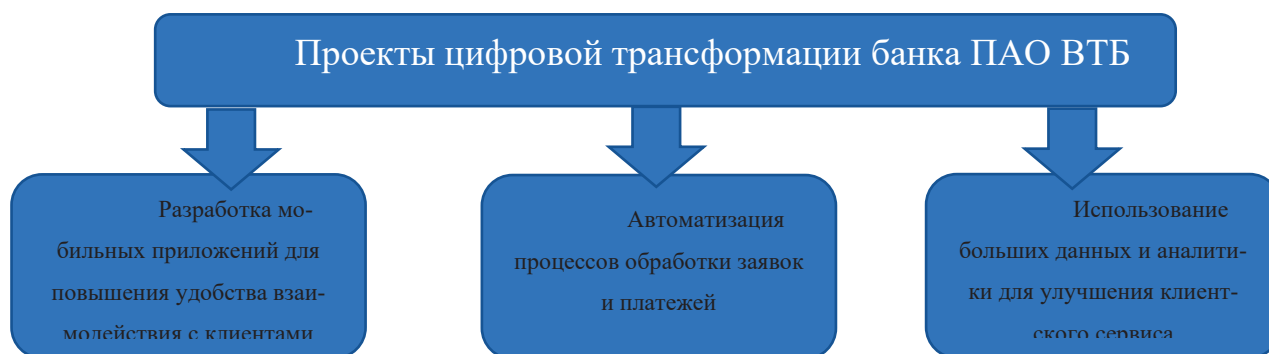 Проекты цифровой трансформации банка ПАО ВТБ
Разработка мо-
бильных приложений для
повышения удобства взаи-
модействия с клиентами
Автоматизация
процессов обработки заявок
и платежей
Использование
больших данных и аналити-
ки для улучшения клиент-
ского сервиса